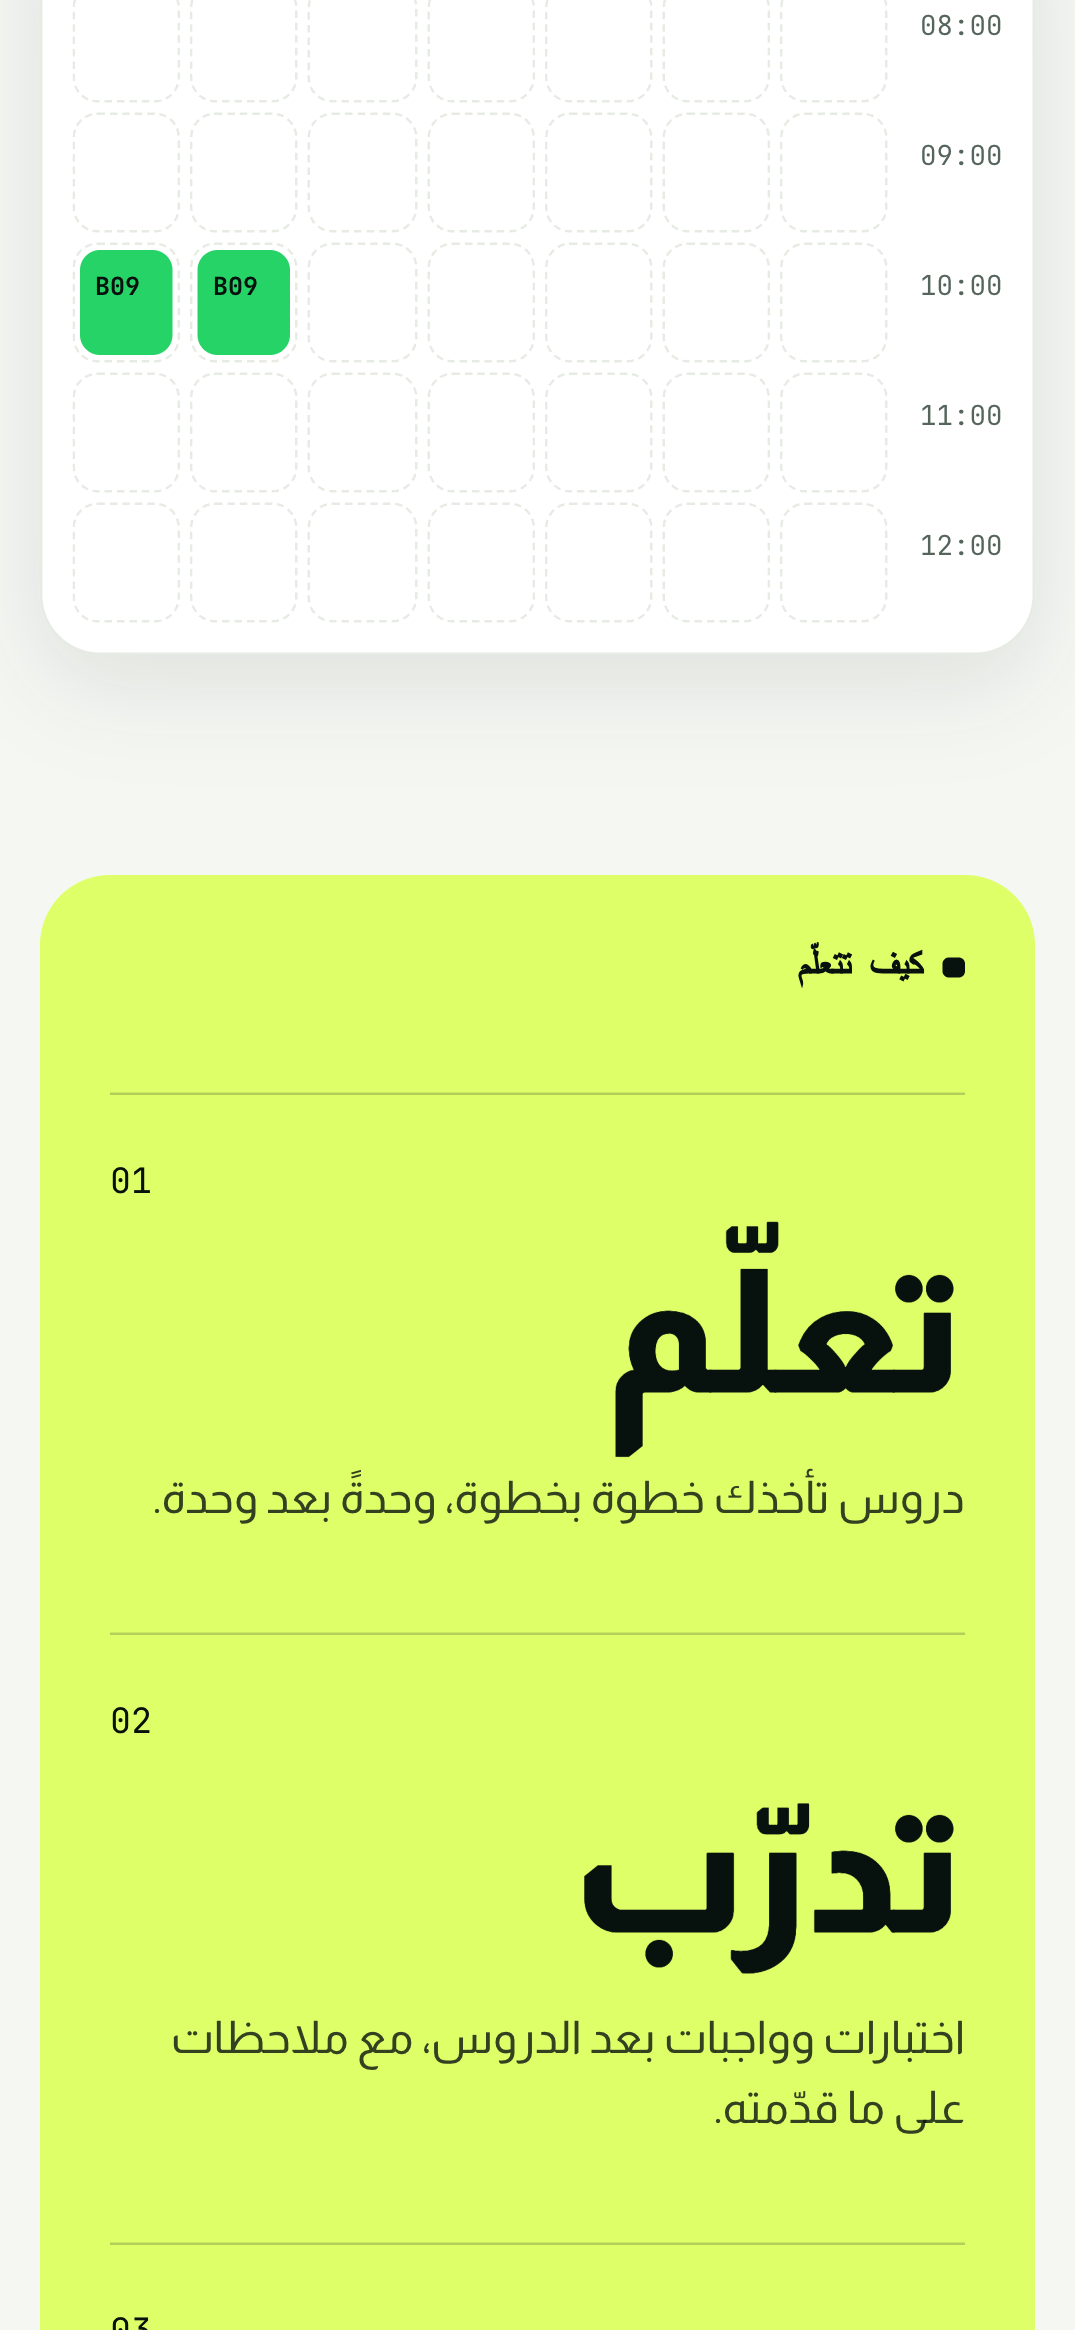 08:00
09:00
10:00
B09 B09
11:00
12:00
كيف تتعلّم
01
تعلّم
دروس تأخذك خطوة بخطوة، وحدةً بعد وحدة.
02
تدرّب
اختبارات وواجبات بعد الدروس، مع ملاحظات
على ما قدّمته.
03